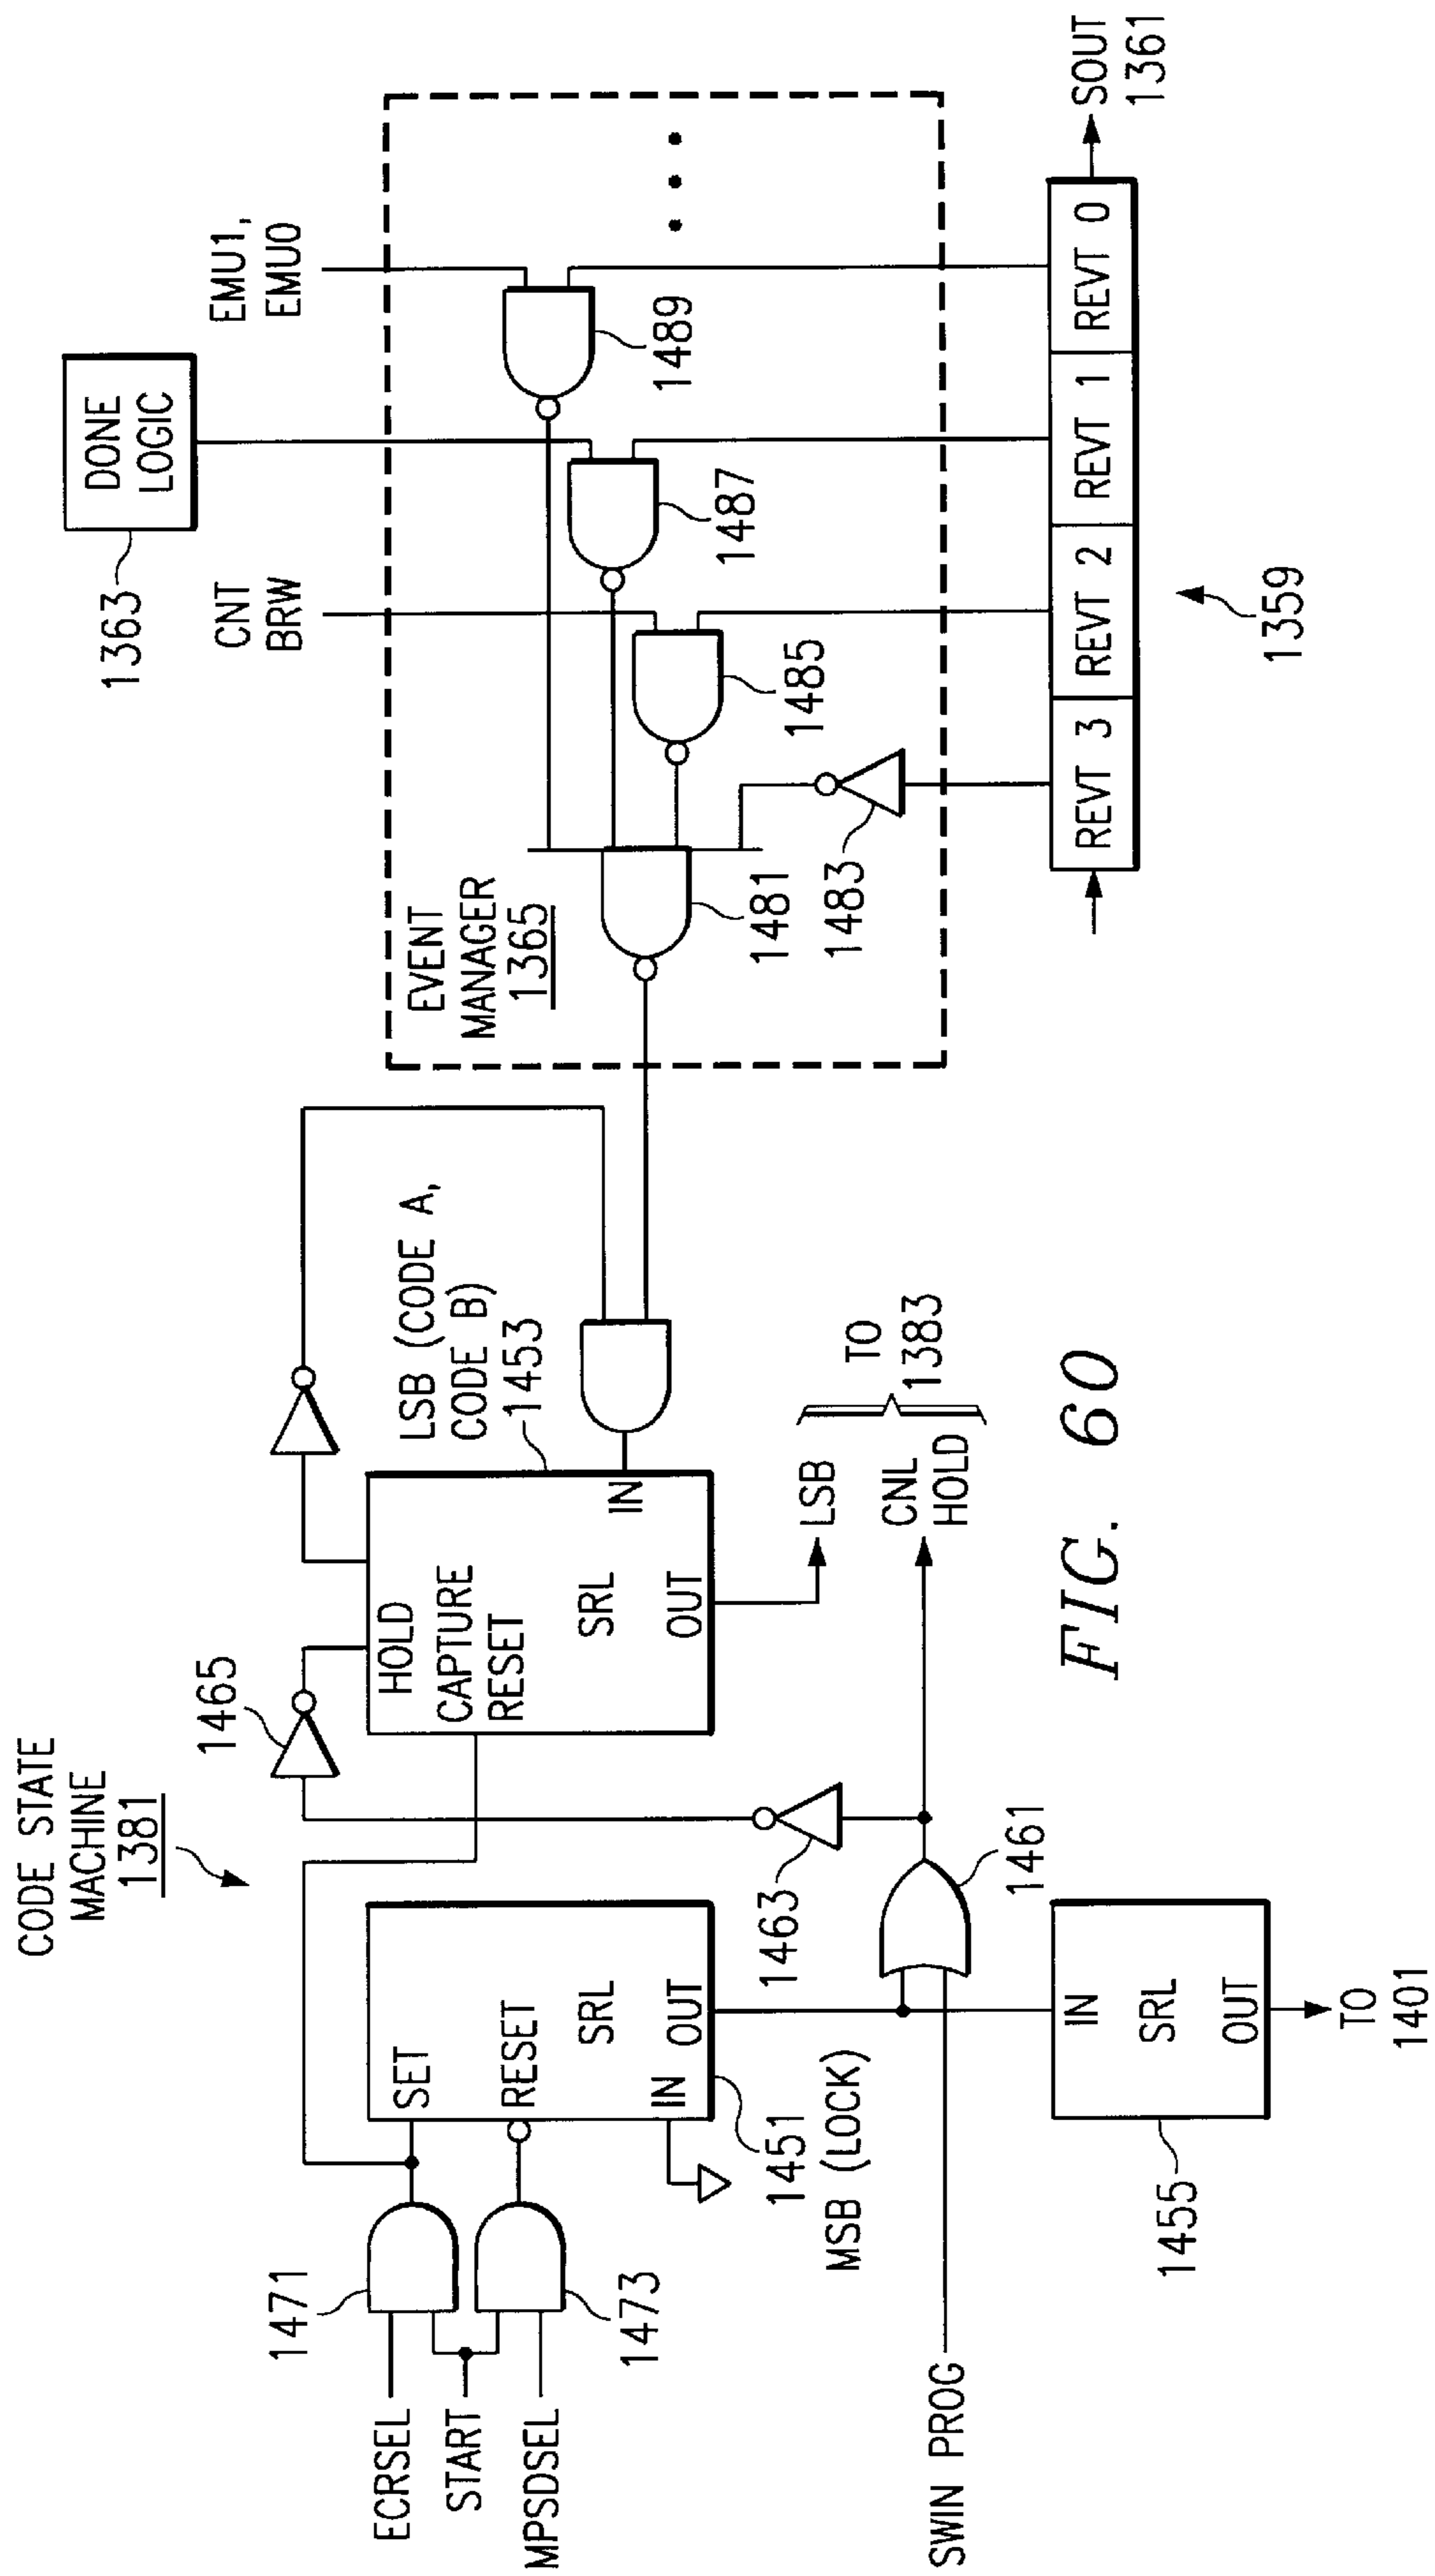 CODE STATE
MACHINE
1381
1465
HOLD
CAPTURE
RESET
SRL
IN
OUT
LSB (CODE A,
CODE B)
1453
LSB
CNL
HOLD
TO
1383
1471
1473
ECRSEL
START
MPSDSEL
SET
RESET
SRL
IN
OUT
1451
MSB (LOCK)
1463
1461
SWIN PROG
IN
SRL
OUT
1455
TO
1401
1363
DONE
LOGIC
CNT
BRW
EMU1,
EMU0
EVENT
MANAGER
1365
1481
1483
1485
1487
1489
REVT 3
REVT 2
REVT 1
REVT 0
SOUT
1361
1359
FIG. 60